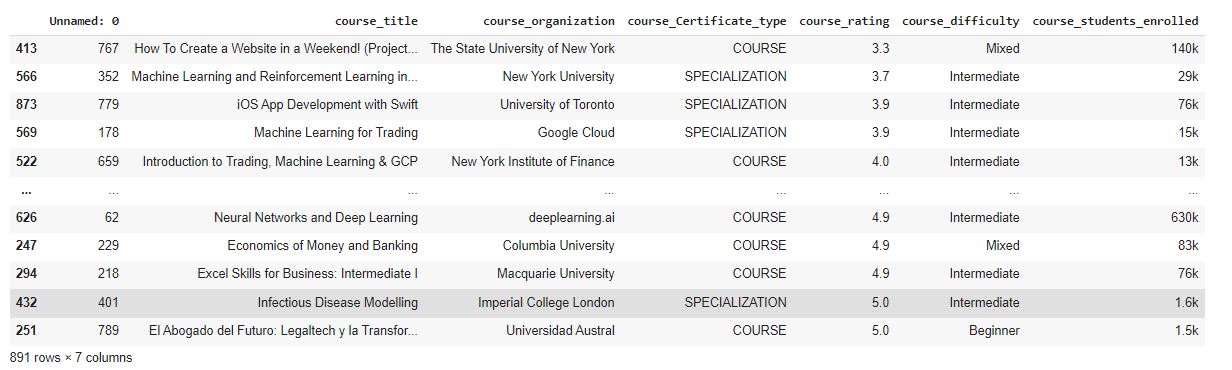 Unnamed: 0 course_title course_organization course_Certificate_type course_rating course_difficulty course_students_enrolled
413 767 How To Create a Website in a Weekend! (Project... The State University of New York COURSE 3.3 Mixed 140k
566 352 Machine Learning and Reinforcement Learning in... New York University SPECIALIZATION 3.7 Intermediate 29k
873 779 iOS App Development with Swift University of Toronto SPECIALIZATION 3.9 Intermediate 76k
569 178 Machine Learning for Trading Google Cloud SPECIALIZATION 3.9 Intermediate 15k
522 659 Introduction to Trading, Machine Learning & GCP New York Institute of Finance COURSE 4.0 Intermediate 13k
... ... ... ... ... ... ... ...
626 62 Neural Networks and Deep Learning deeplearning.ai COURSE 4.9 Intermediate 630k
247 229 Economics of Money and Banking Columbia University COURSE 4.9 Mixed 83k
294 218 Excel Skills for Business: Intermediate I Macquarie University COURSE 4.9 Intermediate 76k
432 401 Infectious Disease Modelling Imperial College London SPECIALIZATION 5.0 Intermediate 1.6k
251 789 El Abogado del Futuro: Legaltech y la Transfor... Universidad Austral COURSE 5.0 Beginner 1.5k
891 rows × 7 columns